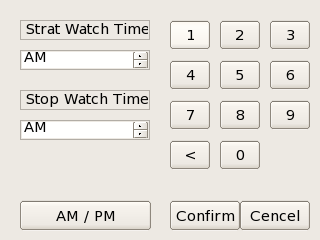 Strat Watch Time
AM
Stop Watch Time
AM
1 2 3
4 5 6
7 8 9
< 0
AM / PM
Confirm Cencel